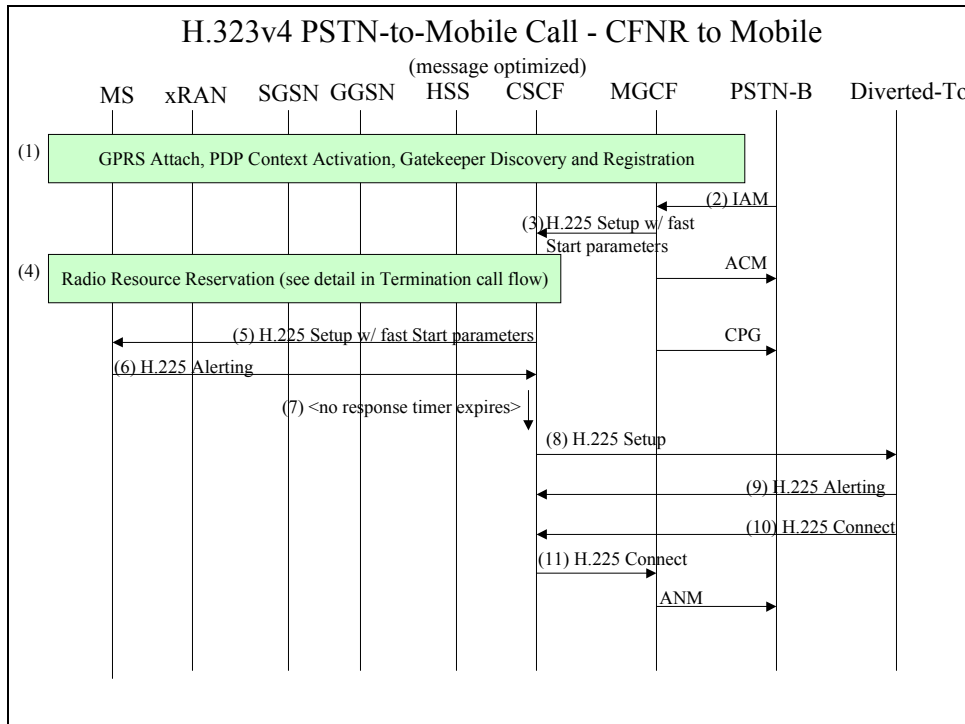 H.323v4 PSTN-to-Mobile Call - CFNR to Mobile
(message optimized)
MS xRAN SGSN GGSN HSS CSCF MGCF PSTN-B Diverted-To
(1) GPRS Attach, PDP Context Activation, Gatekeeper Discovery and Registration
(2) IAM
(3) H.225 Setup w/ fast
Start parameters
(4) Radio Resource Reservation (see detail in Termination call flow)
ACM
(5) H.225 Setup w/ fast Start parameters
CPG
(6) H.225 Alerting
(7) <no response timer expires>
(8) H.225 Setup
(9) H.225 Alerting
(10) H.225 Connect
(11) H.225 Connect
ANM